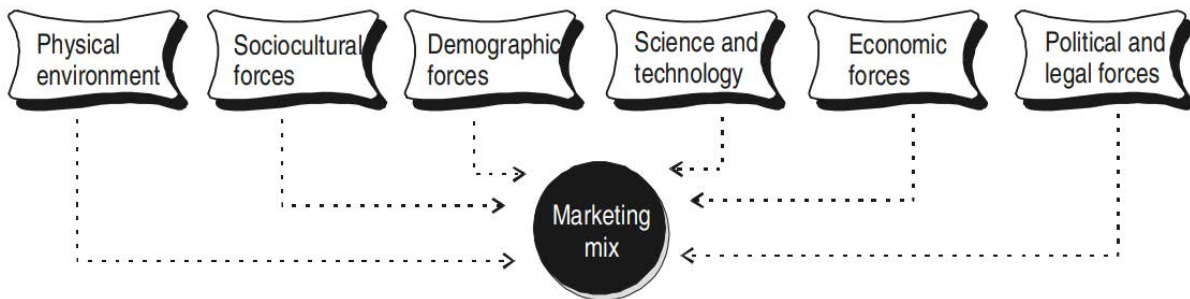 Physical
environment
Sociocultural
forces
Demographic
forces
Science and
technology
Economic
forces
Political and
legal forces
Marketing
mix